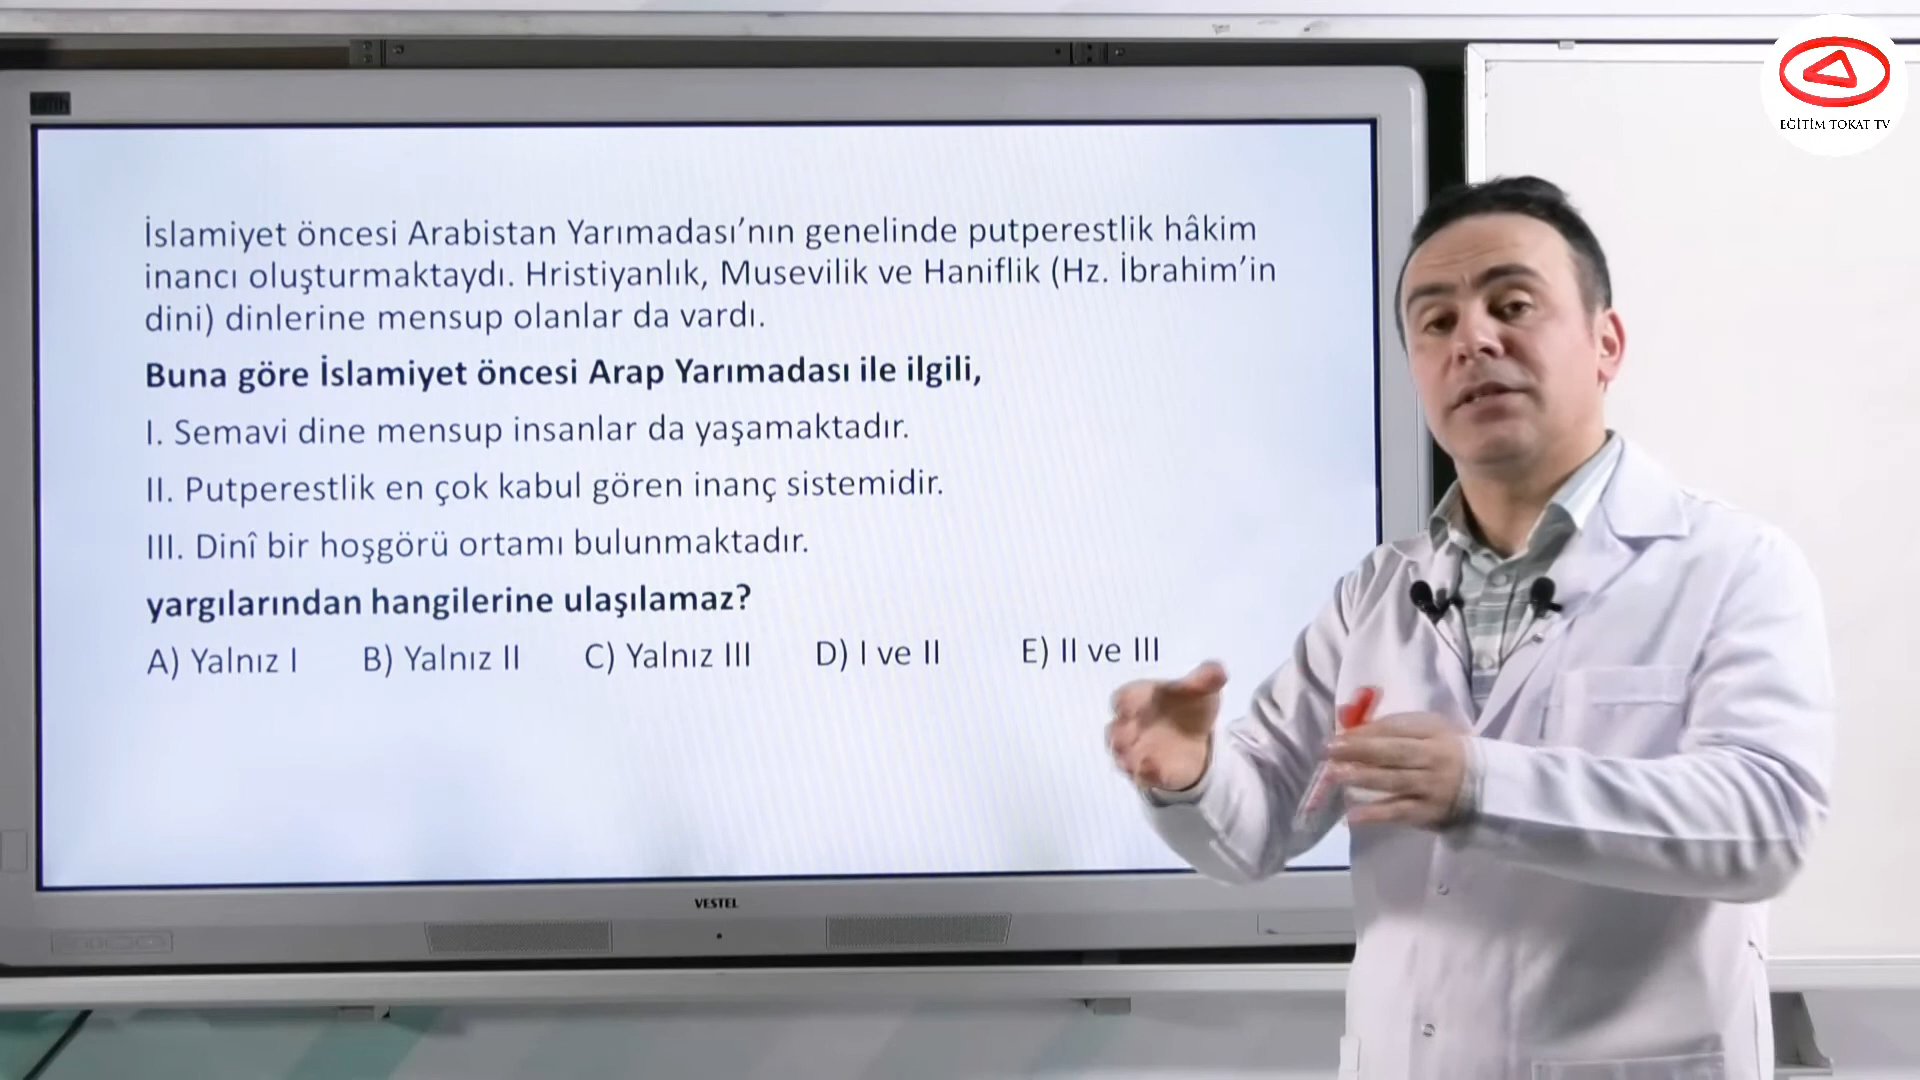 EĞİTİM TOKAT TV
İslamiyet öncesi Arabistan Yarımadası’nın genelinde putperestlik hâkim
inancı oluşturmaktaydı. Hristiyanlık, Musevilik ve Haniflik (Hz. İbrahim’in
dini) dinlerine mensup olanlar da vardı.
Buna göre İslamiyet öncesi Arap Yarımadası ile ilgili,
I. Semavi dine mensup insanlar da yaşamaktadır.
II. Putperestlik en çok kabul gören inanç sistemidir.
III. Dinî bir hoşgörü ortamı bulunmaktadır.
yargılarından hangilerine ulaşılamaz?
A) Yalnız I B) Yalnız II C) Yalnız III D) I ve II E) II ve III
VESTEL